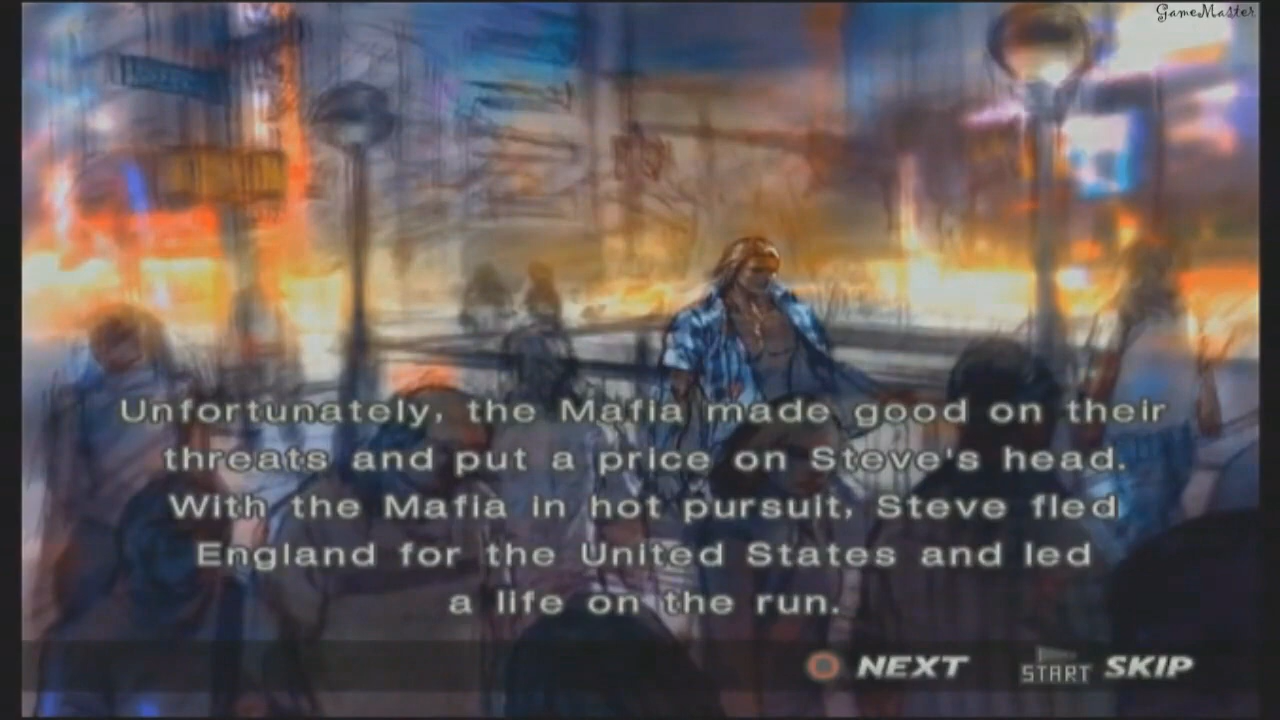 GameMaster
Unfortunately, the Mafia made good on their
threats and put a price on Steve's head.
With the Mafia in hot pursuit, Steve fled
England for the United States and led
a life on the run.
NEXT START SKIP